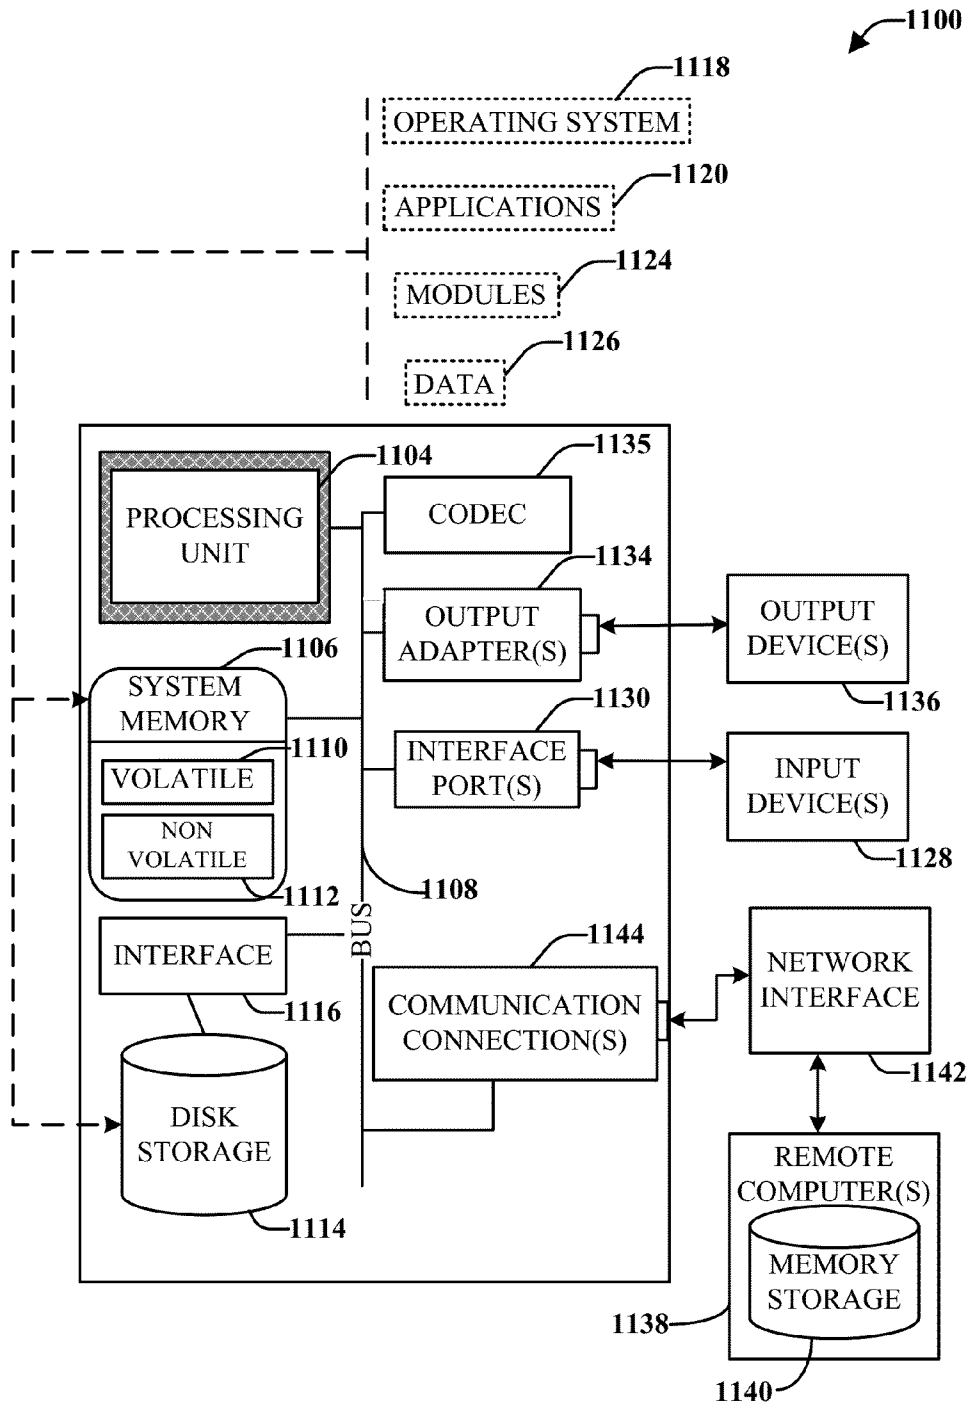 1100
1118
OPERATING SYSTEM
1120
APPLICATIONS
1124
MODULES
1126
DATA
1104
PROCESSING
UNIT
1135
CODEC
1134
OUTPUT
ADAPTER(S)
OUTPUT
DEVICE(S)
1136
1106
SYSTEM
MEMORY
1110
VOLATILE
NON
VOLATILE
1112
1130
INTERFACE
PORT(S)
INPUT
DEVICE(S)
1128
1108
BUS
INTERFACE
1116
1144
COMMUNICATION
CONNECTION(S)
NETWORK
INTERFACE
1142
DISK
STORAGE
1114
REMOTE
COMPUTER(S)
MEMORY
STORAGE
1138
1140